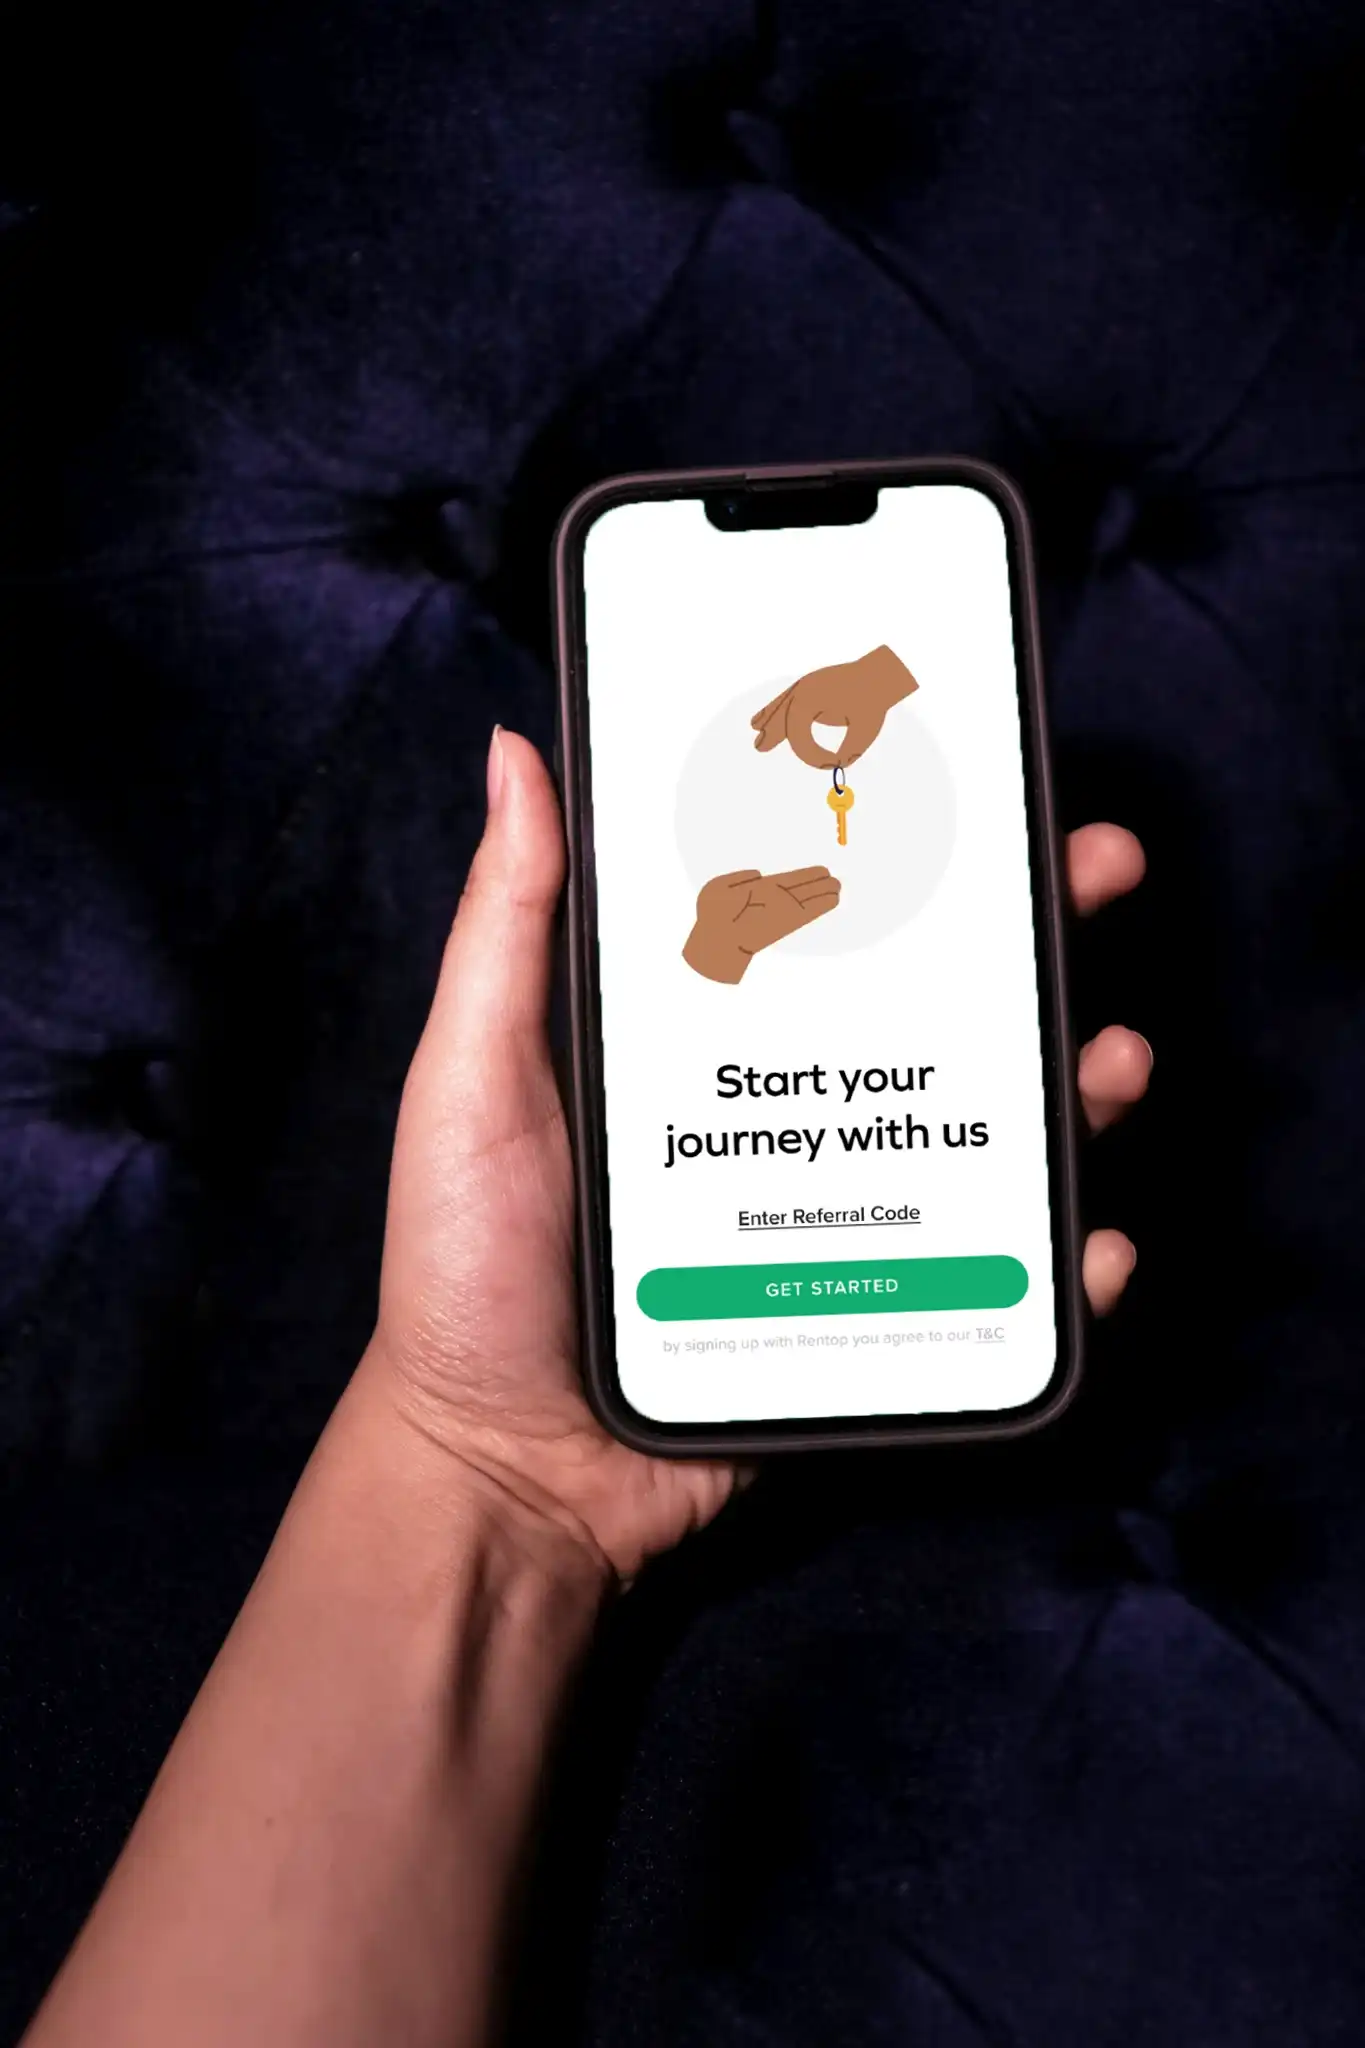 Start your
journey with us
Enter Referral Code
GET STARTED
by signing up with Rentop you agree to our T&C